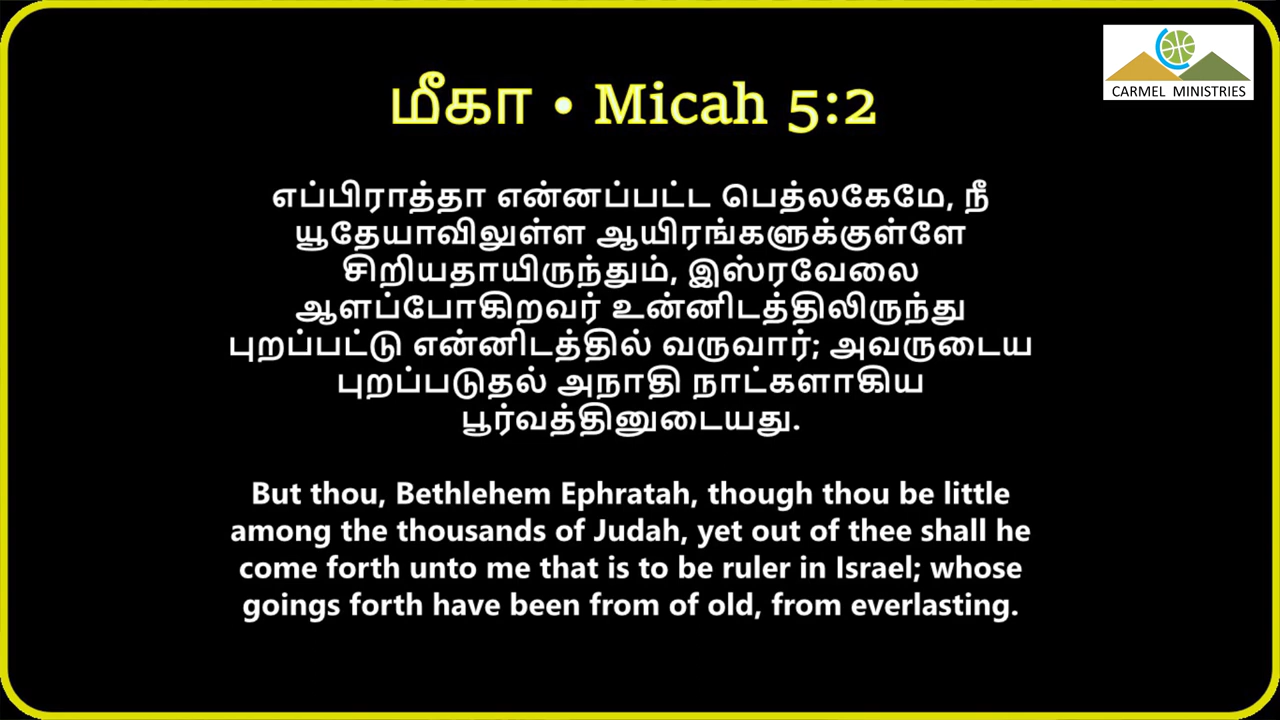 CARMEL MINISTRIES
மீகா • Micah 5:2
எப்பிராத்தா என்னப்பட்ட பெத்லகேமே, நீ
யூதேயாவிலுள்ள ஆயிரங்களுக்குள்ளே
சிறியதாயிருந்தும், இஸ்ரவேலை
ஆளப்போகிறவர் உன்னிடத்திலிருந்து
புறப்பட்டு என்னிடத்தில் வருவார்; அவருடைய
புறப்படுதல் அநாதி நாட்களாகிய
பூர்வத்தினுடையது.
But thou, Bethlehem Ephratah, though thou be little
among the thousands of Judah, yet out of thee shall he
come forth unto me that is to be ruler in Israel; whose
goings forth have been from of old, from everlasting.